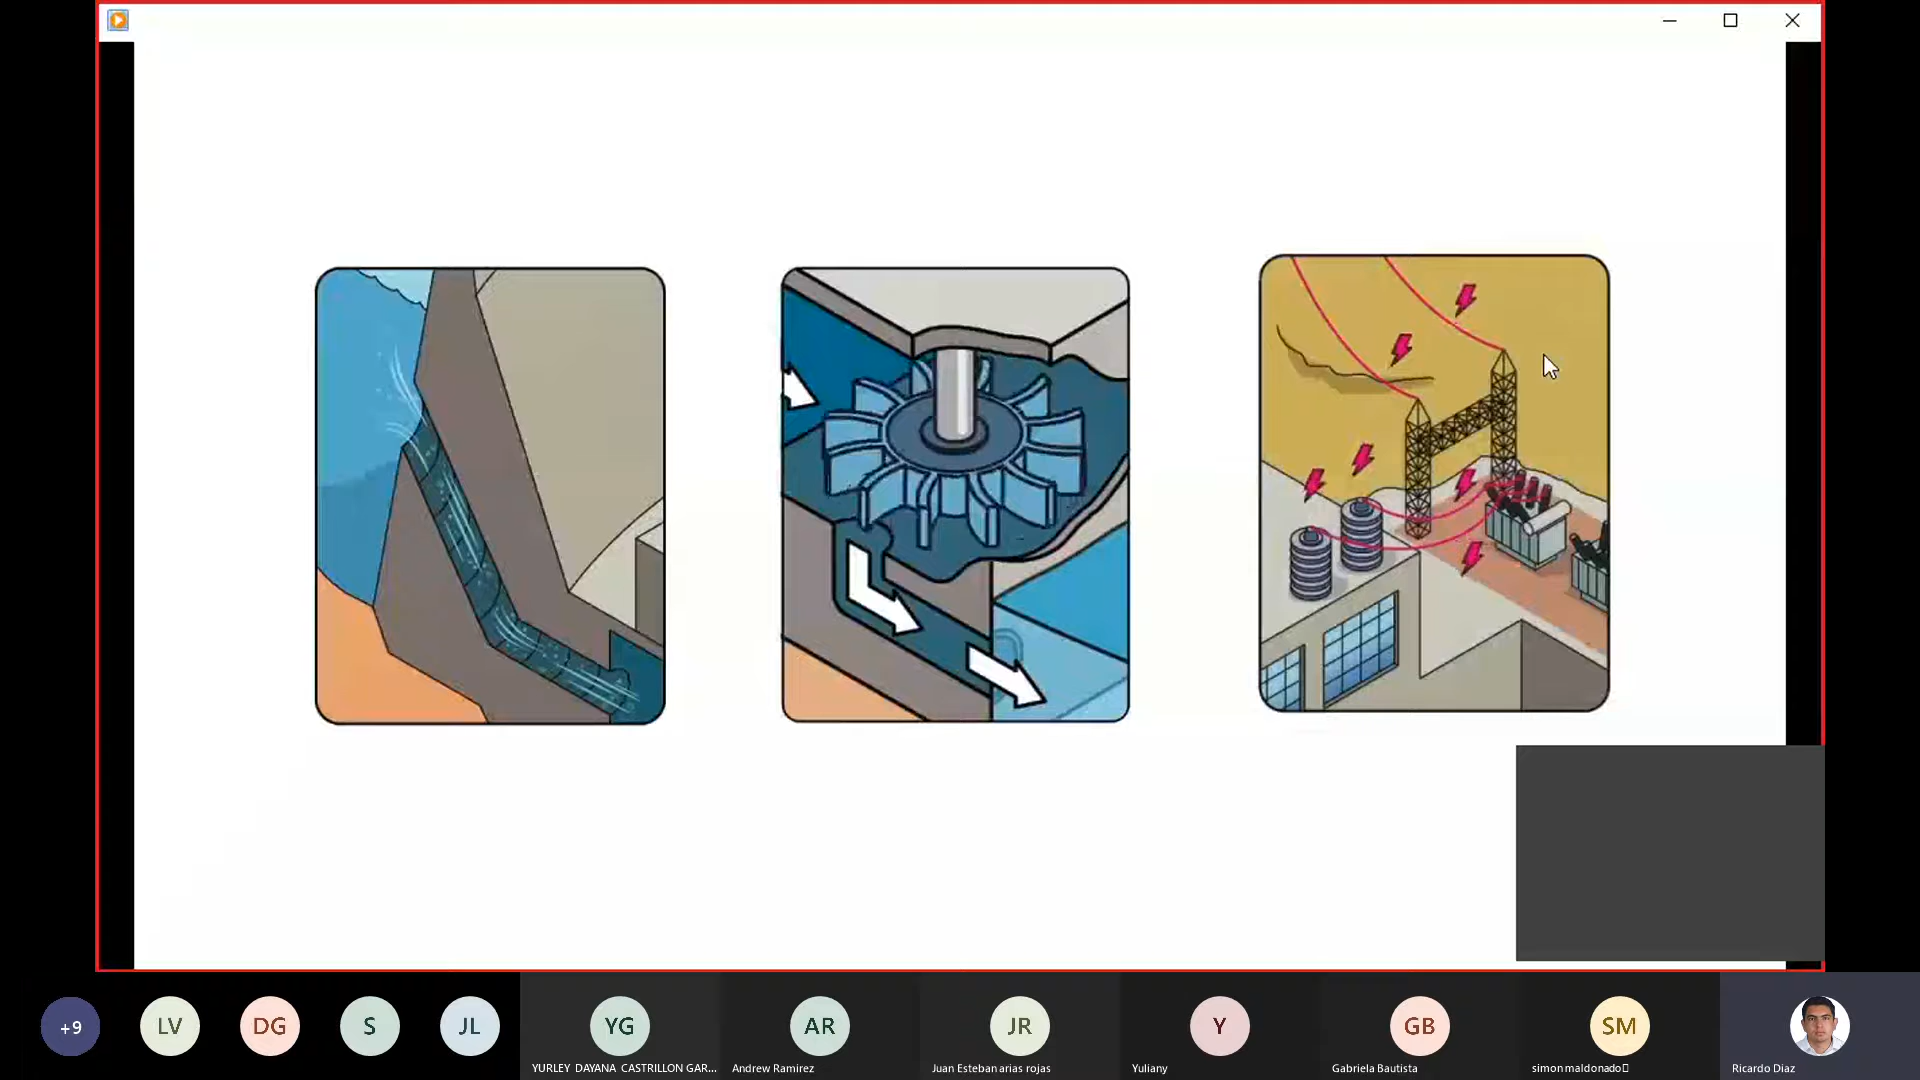 +9
LV
DG
S
JL
YG
AR
JR
Y
GB
SM
YURLEY DAYANA CASTRILLON GAR...
Andrew Ramirez
Juan Esteban arias rojas
Yuliany
Gabriela Bautista
simon maldonado
Ricardo Diaz